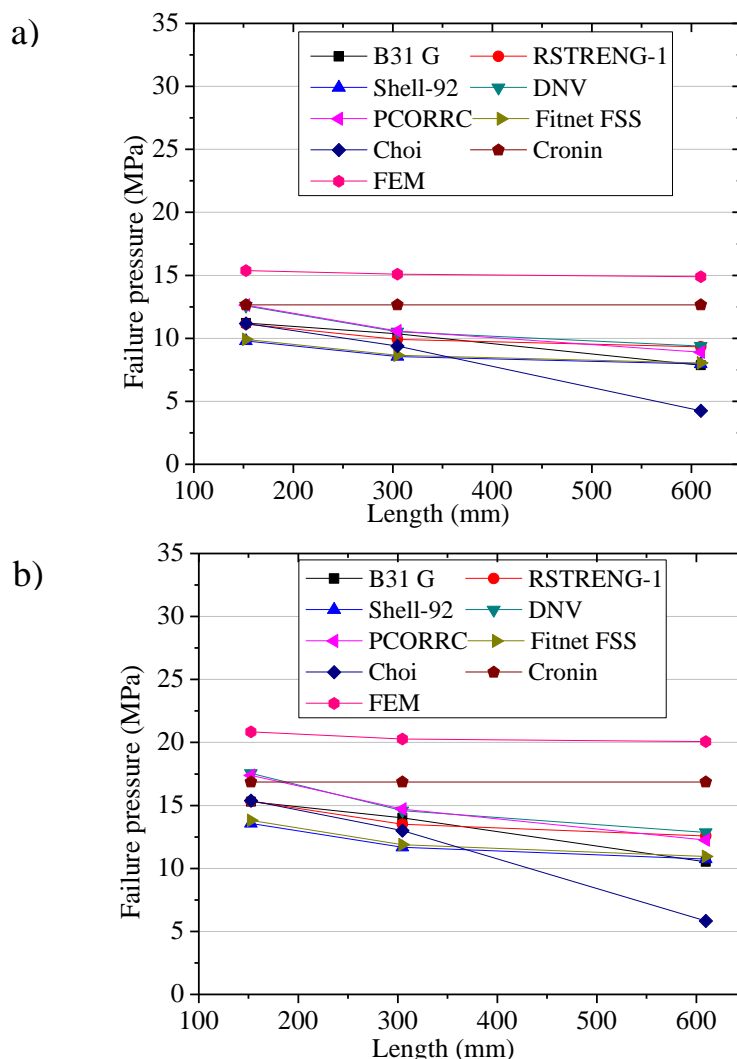 a)
35
30
25
20
15
10
5
0
Failure pressure (MPa)
B31 G RSTRENG-1
Shell-92 DNV
PCORRC Fitnet FSS
Choi Cronin
FEM
100 200 300 400 500 600
Length (mm)
b)
35
30
25
20
15
10
5
0
Failure pressure (MPa)
B31 G RSTRENG-1
Shell-92 DNV
PCORRC Fitnet FSS
Choi Cronin
FEM
100 200 300 400 500 600
Length (mm)